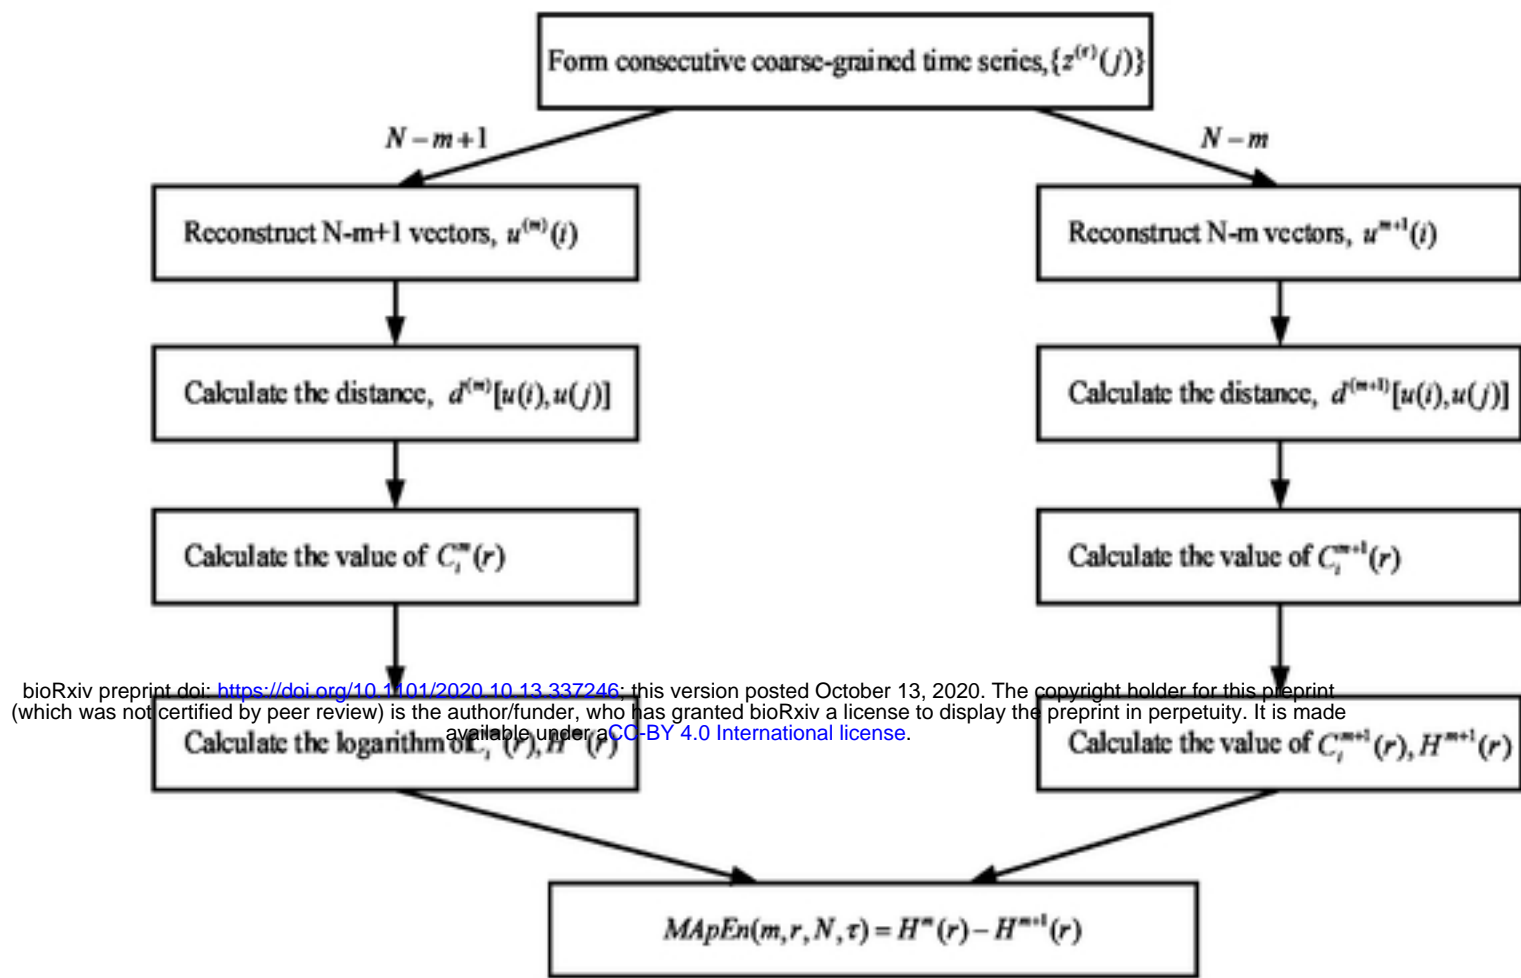 Form consecutive coarse-grained time series,{z^(τ)(j)}
N − m + 1
N − m
Reconstruct N-m+1 vectors, u^(m)(i)
Reconstruct N-m vectors, u^m+1(i)
Calculate the distance, d^(m)[u(i),u(j)]
Calculate the distance, d^(m+1)[u(i),u(j)]
Calculate the value of C_i^m(r)
Calculate the value of C_i^m+1(r)
bioRxiv preprint doi: https://doi.org/10.1101/2020.10.13.337246; this version posted October 13, 2020. The copyright holder for this preprint
(which was not certified by peer review) is the author/funder, who has granted bioRxiv a license to display the preprint in perpetuity. It is made
available under aCC-BY 4.0 International license.
Calculate the logarithm of C_i^m(r), H^m(r)
Calculate the value of C_i^m+1(r), H^m+1(r)
MApEn(m,r,N,τ) = H^m(r) − H^m+1(r)